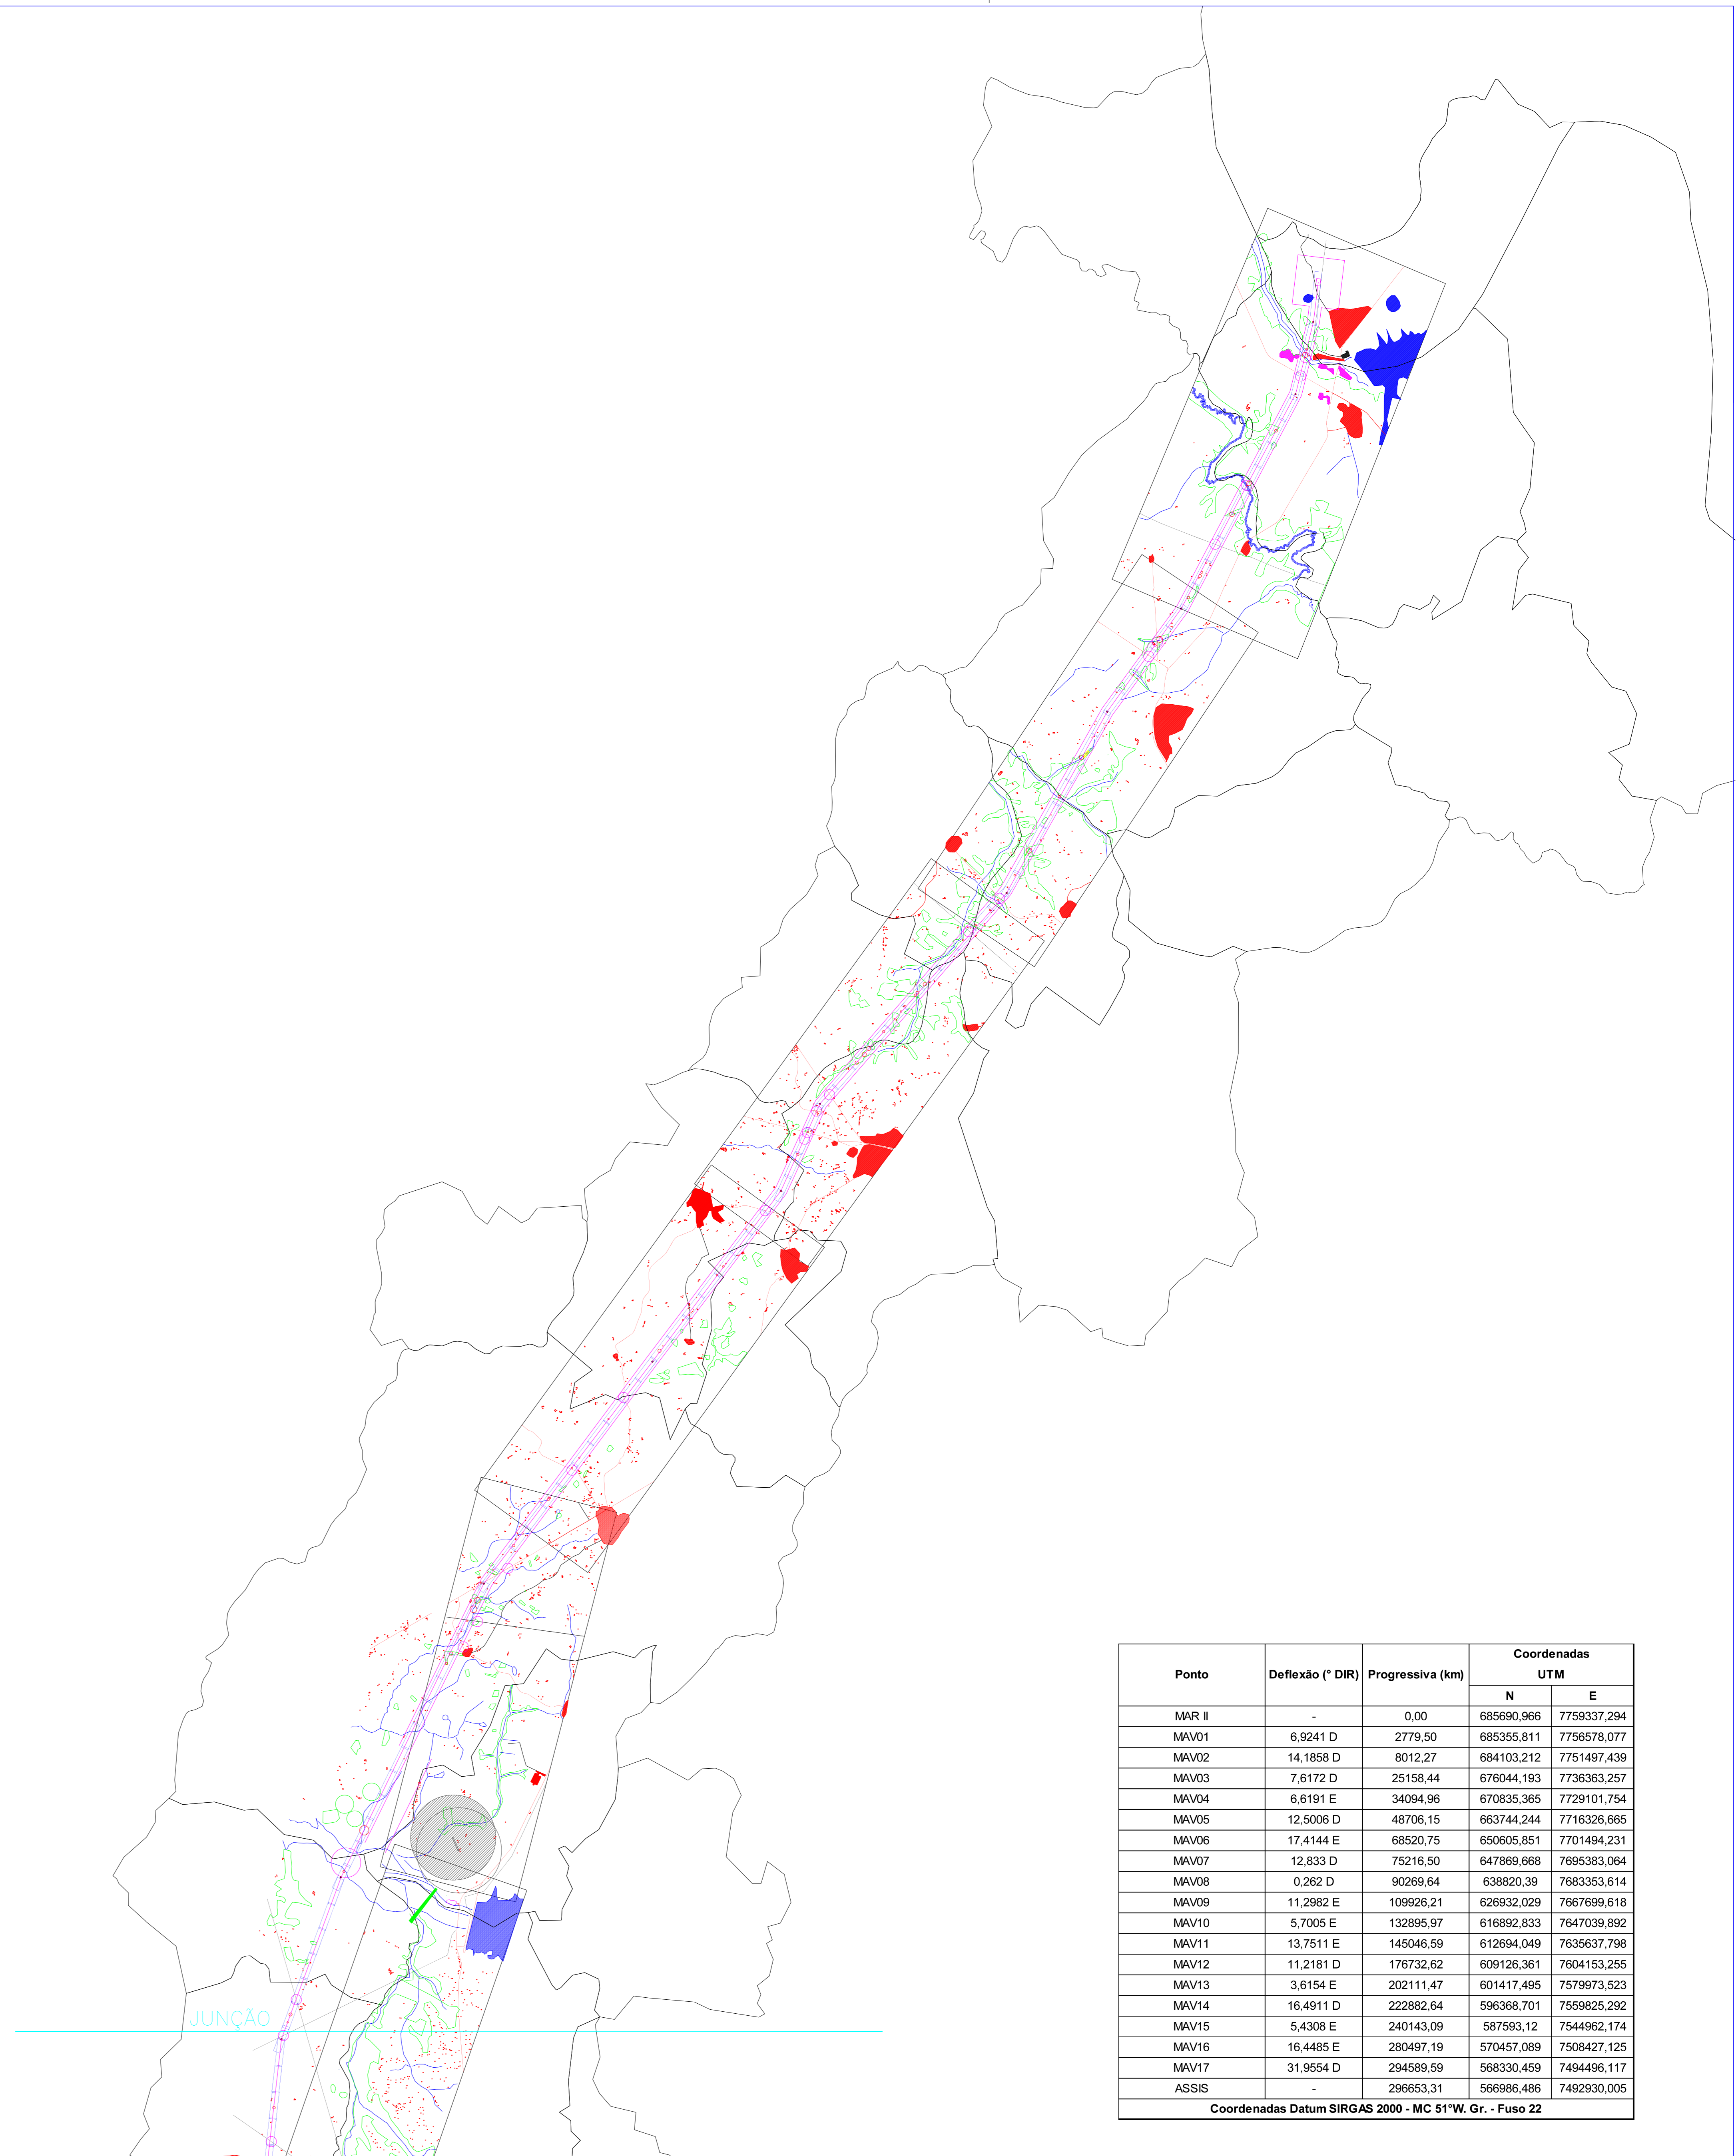 JUNÇÃO
Coordenadas
Ponto Deflexão (° DIR) Progressiva (km) UTM
N E
MAR II - 0,00 685690,966 7759337,294
MAV01 6,9241 D 2779,50 685355,811 7756578,077
MAV02 14,1858 D 8012,27 684103,212 7751497,439
MAV03 7,6172 D 25158,44 676044,193 7736363,257
MAV04 6,6191 E 34094,96 670835,365 7729101,754
MAV05 12,5006 D 48706,15 663744,244 7716326,665
MAV06 17,4144 E 68520,75 650605,851 7701494,231
MAV07 12,833 D 75216,50 647869,668 7695383,064
MAV08 0,262 D 90269,64 638820,39 7683353,614
MAV09 11,2982 E 109926,21 626932,029 7667699,618
MAV10 5,7005 E 132895,97 616892,833 7647039,892
MAV11 13,7511 E 145046,59 612694,049 7635637,798
MAV12 11,2181 D 176732,62 609126,361 7604153,255
MAV13 3,6154 E 202111,47 601417,495 7579973,523
MAV14 16,4911 D 222882,64 596368,701 7559825,292
MAV15 5,4308 E 240143,09 587593,12 7544962,174
MAV16 16,4485 E 280497,19 570457,089 7508427,125
MAV17 31,9554 D 294589,59 568330,459 7494496,117
ASSIS - 296653,31 566986,486 7492930,005
Coordenadas Datum SIRGAS 2000 - MC 51°W. Gr. - Fuso 22